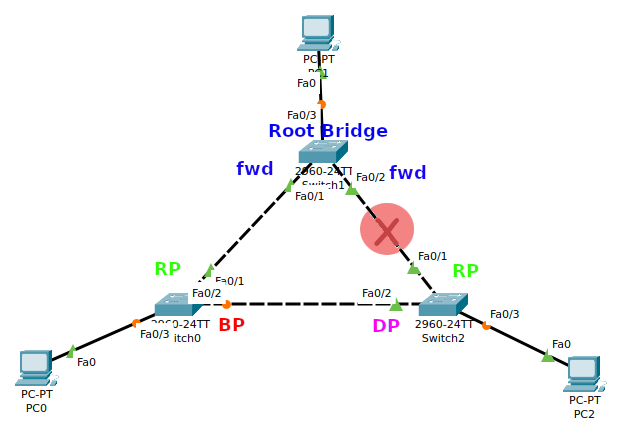 PC-PT
PC1
Fa0
Fa0/3
Root Bridge
2960-24TT
Switch1
fwd
Fa0/2
fwd
Fa0/1
RP
Fa0/1
Fa0/2
Fa0/1
RP
Fa0/2
2960-24TT
BP
DP
2960-24TT
Switch2
Fa0/3
Fa0/3
Fa0
Fa0
PC-PT
PC0
PC-PT
PC2